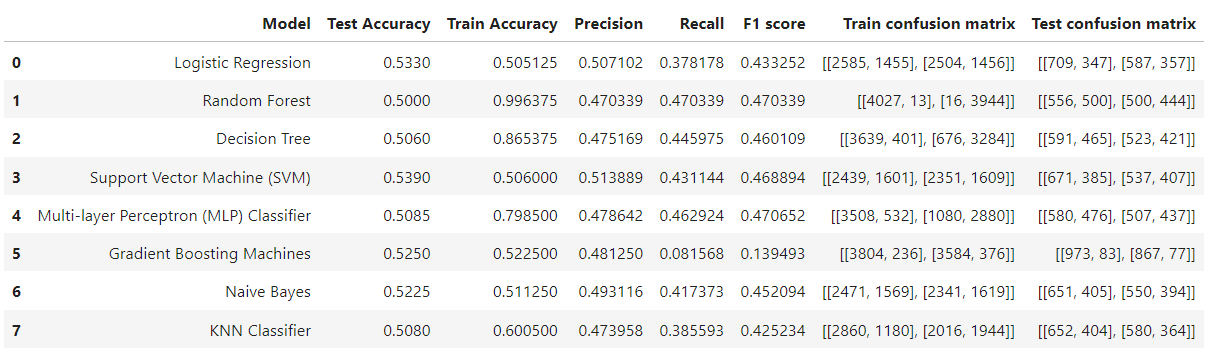 Model Test Accuracy Train Accuracy Precision Recall F1 score Train confusion matrix Test confusion matrix
0 Logistic Regression 0.5330 0.505125 0.507102 0.378178 0.433252 [[2585, 1455], [2504, 1456]] [[709, 347], [587, 357]]
1 Random Forest 0.5000 0.996375 0.470339 0.470339 0.470339 [[4027, 13], [16, 3944]] [[556, 500], [500, 444]]
2 Decision Tree 0.5060 0.865375 0.475169 0.445975 0.460109 [[3639, 401], [676, 3284]] [[591, 465], [523, 421]]
3 Support Vector Machine (SVM) 0.5390 0.506000 0.513889 0.431144 0.468894 [[2439, 1601], [2351, 1609]] [[671, 385], [537, 407]]
4 Multi-layer Perceptron (MLP) Classifier 0.5085 0.798500 0.478642 0.462924 0.470652 [[3508, 532], [1080, 2880]] [[580, 476], [507, 437]]
5 Gradient Boosting Machines 0.5250 0.522500 0.481250 0.081568 0.139493 [[3804, 236], [3584, 376]] [[973, 83], [867, 77]]
6 Naive Bayes 0.5225 0.511250 0.493116 0.417373 0.452094 [[2471, 1569], [2341, 1619]] [[651, 405], [550, 394]]
7 KNN Classifier 0.5080 0.600500 0.473958 0.385593 0.425234 [[2860, 1180], [2016, 1944]] [[652, 404], [580, 364]]